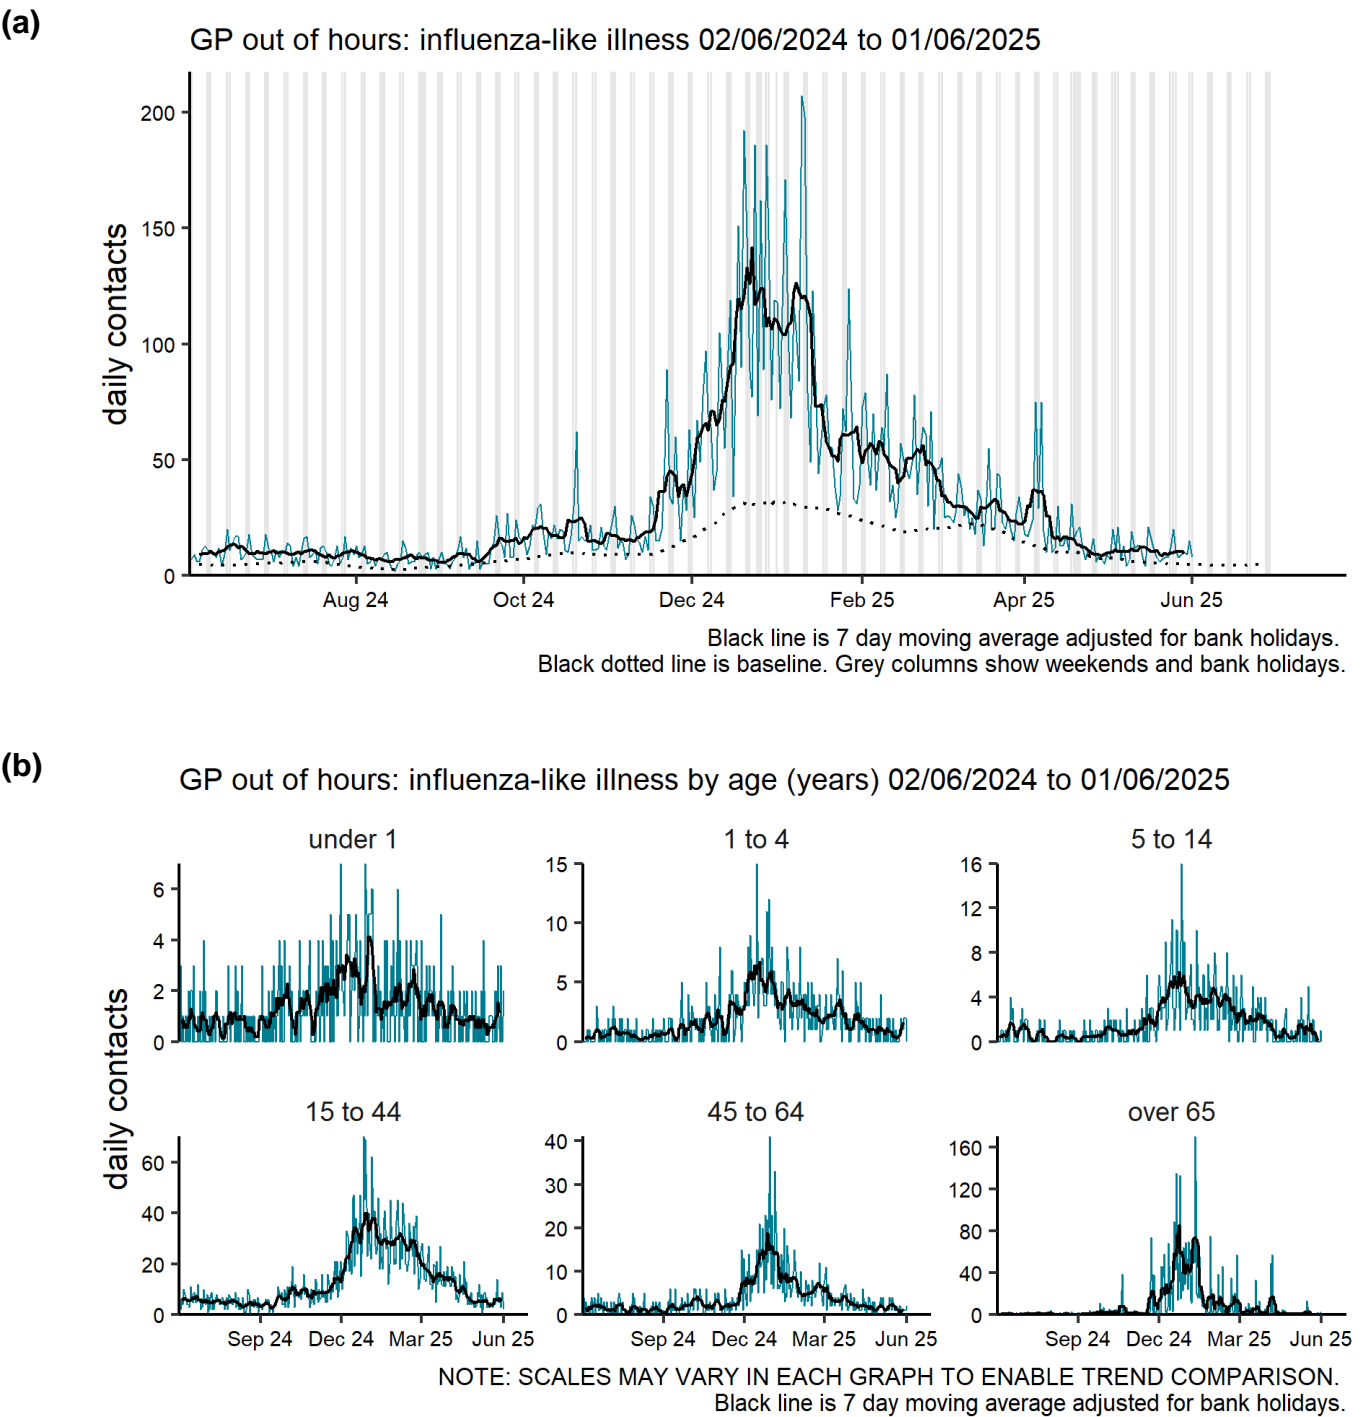 (a)
GP out of hours: influenza-like illness 02/06/2024 to 01/06/2025
daily contacts
200
150
100
50
0
Aug 24 Oct 24 Dec 24 Feb 25 Apr 25 Jun 25
Black line is 7 day moving average adjusted for bank holidays.
Black dotted line is baseline. Grey columns show weekends and bank holidays.
(b)
GP out of hours: influenza-like illness by age (years) 02/06/2024 to 01/06/2025
daily contacts
under 1
6
4
2
0
1 to 4
15
10
5
0
5 to 14
16
12
8
4
0
15 to 44
60
40
20
0
Sep 24 Dec 24 Mar 25 Jun 25
45 to 64
40
30
20
10
0
Sep 24 Dec 24 Mar 25 Jun 25
over 65
160
120
80
40
0
Sep 24 Dec 24 Mar 25 Jun 25
NOTE: SCALES MAY VARY IN EACH GRAPH TO ENABLE TREND COMPARISON.
Black line is 7 day moving average adjusted for bank holidays.